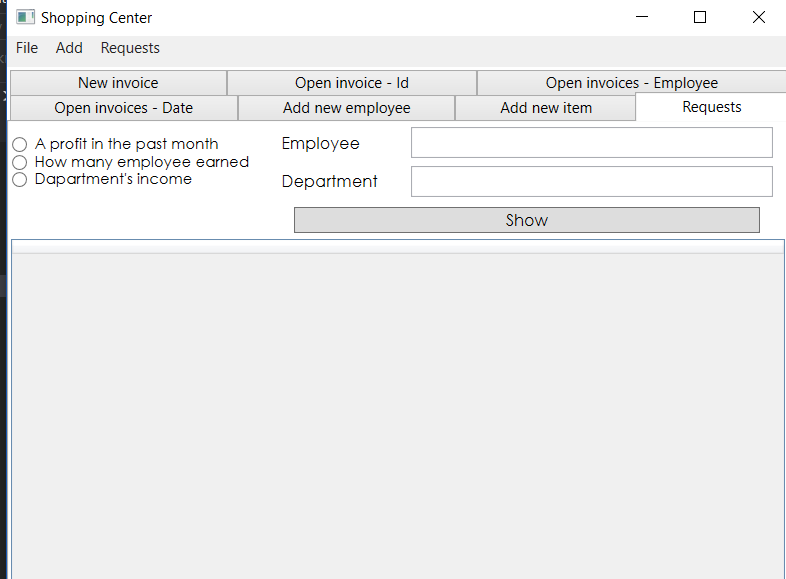 Shopping Center
File Add Requests
New invoice Open invoice - Id Open invoices - Employee
Open invoices - Date Add new employee Add new item Requests
A profit in the past month
How many employee earned
Dapartment's income
Employee
Department
Show